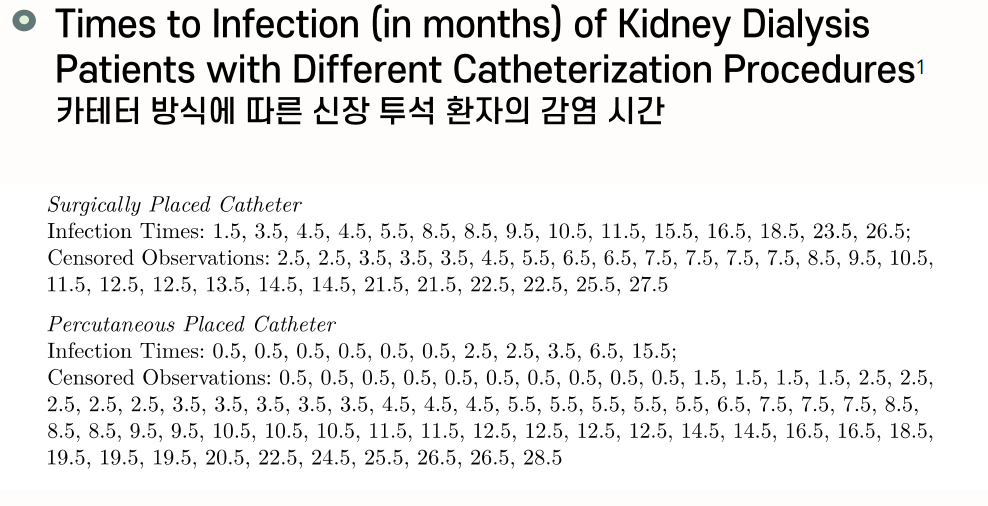 Times to Infection (in months) of Kidney Dialysis
Patients with Different Catheterization Procedures1
카테터 방식에 따른 신장 투석 환자의 감염 시간
Surgically Placed Catheter
Infection Times: 1.5, 3.5, 4.5, 4.5, 5.5, 8.5, 8.5, 9.5, 10.5, 11.5, 15.5, 16.5, 18.5, 23.5, 26.5;
Censored Observations: 2.5, 2.5, 3.5, 3.5, 3.5, 4.5, 5.5, 6.5, 6.5, 7.5, 7.5, 7.5, 7.5, 8.5, 9.5, 10.5,
11.5, 12.5, 12.5, 13.5, 14.5, 14.5, 21.5, 21.5, 22.5, 22.5, 25.5, 27.5
Percutaneous Placed Catheter
Infection Times: 0.5, 0.5, 0.5, 0.5, 0.5, 0.5, 2.5, 2.5, 3.5, 6.5, 15.5;
Censored Observations: 0.5, 0.5, 0.5, 0.5, 0.5, 0.5, 0.5, 0.5, 0.5, 0.5, 1.5, 1.5, 1.5, 1.5, 2.5, 2.5,
2.5, 2.5, 2.5, 3.5, 3.5, 3.5, 3.5, 3.5, 4.5, 4.5, 4.5, 5.5, 5.5, 5.5, 5.5, 5.5, 6.5, 7.5, 7.5, 7.5, 8.5,
8.5, 8.5, 9.5, 9.5, 10.5, 10.5, 10.5, 11.5, 11.5, 12.5, 12.5, 12.5, 12.5, 14.5, 14.5, 16.5, 16.5, 18.5,
19.5, 19.5, 19.5, 20.5, 22.5, 24.5, 25.5, 26.5, 26.5, 28.5